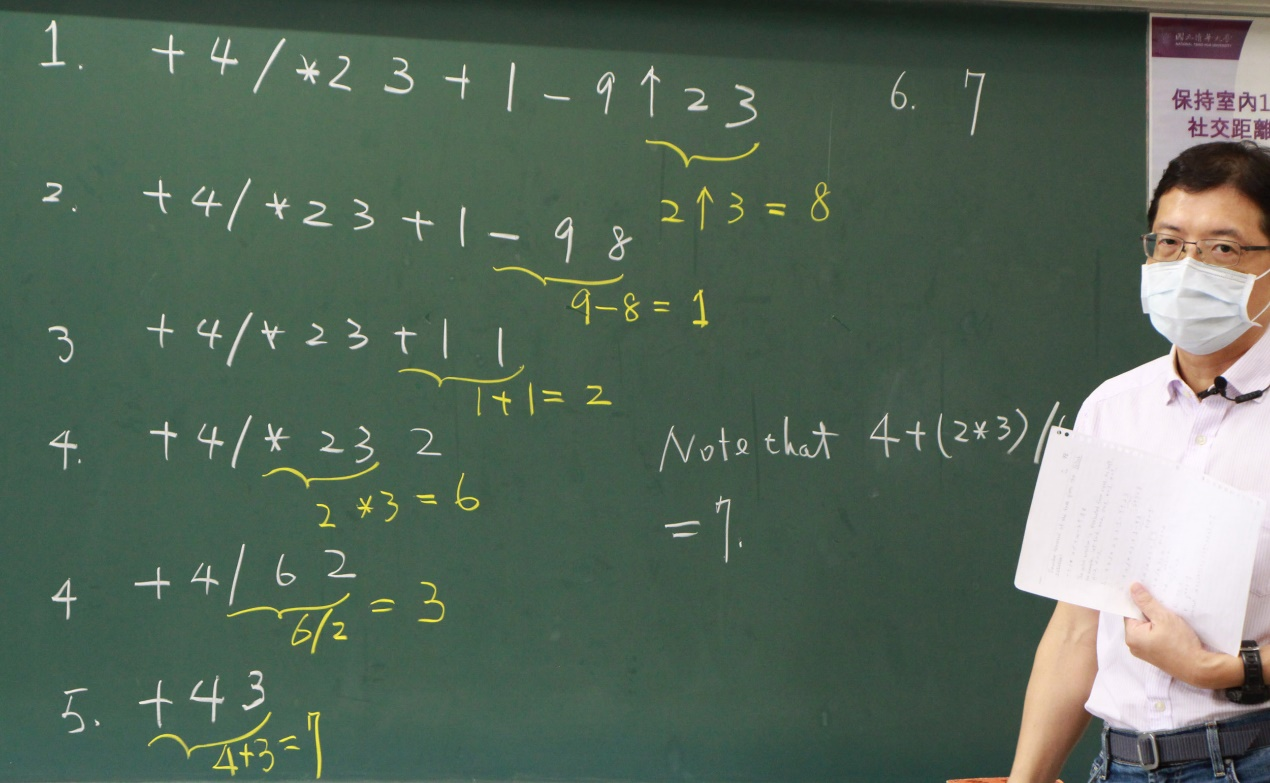 1. + 4 / * 2 3 + 1 - 9 ↑ 2 3
2 ↑ 3 = 8
2. + 4 / * 2 3 + 1 - 9 8
9 - 8 = 1
3 + 4 / * 2 3 + 1 1
1 + 1 = 2
4. + 4 / * 2 3 2
2 * 3 = 6
4 + 4 / 6 2
6/2 = 3
5. + 4 3
4+3=7
6. 7
Note that 4+(2*3)/(
=7.
保持室內1
社交距離